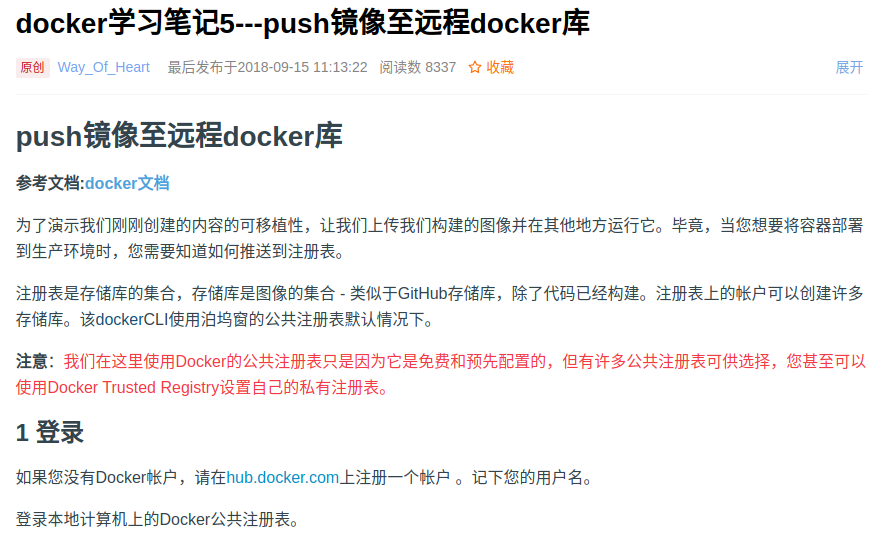 docker学习笔记5---push镜像至远程docker库
原创 Way_Of_Heart 最后发布于2018-09-15 11:13:22 阅读数 8337 收藏 展开
push镜像至远程docker库
参考文档:docker文档
为了演示我们刚刚创建的内容的可移植性，让我们上传我们构建的图像并在其他地方运行它。毕竟，当您想要将容器部署
到生产环境时，您需要知道如何推送到注册表。
注册表是存储库的集合，存储库是图像的集合 - 类似于GitHub存储库，除了代码已经构建。注册表上的帐户可以创建许多
存储库。该dockerCLI使用泊坞窗的公共注册表默认情况下。
注意：我们在这里使用Docker的公共注册表只是因为它是免费和预先配置的，但有许多公共注册表可供选择，您甚至可以
使用Docker Trusted Registry设置自己的私有注册表。
1 登录
如果您没有Docker帐户，请在hub.docker.com上注册一个帐户 。记下您的用户名。
登录本地计算机上的Docker公共注册表。